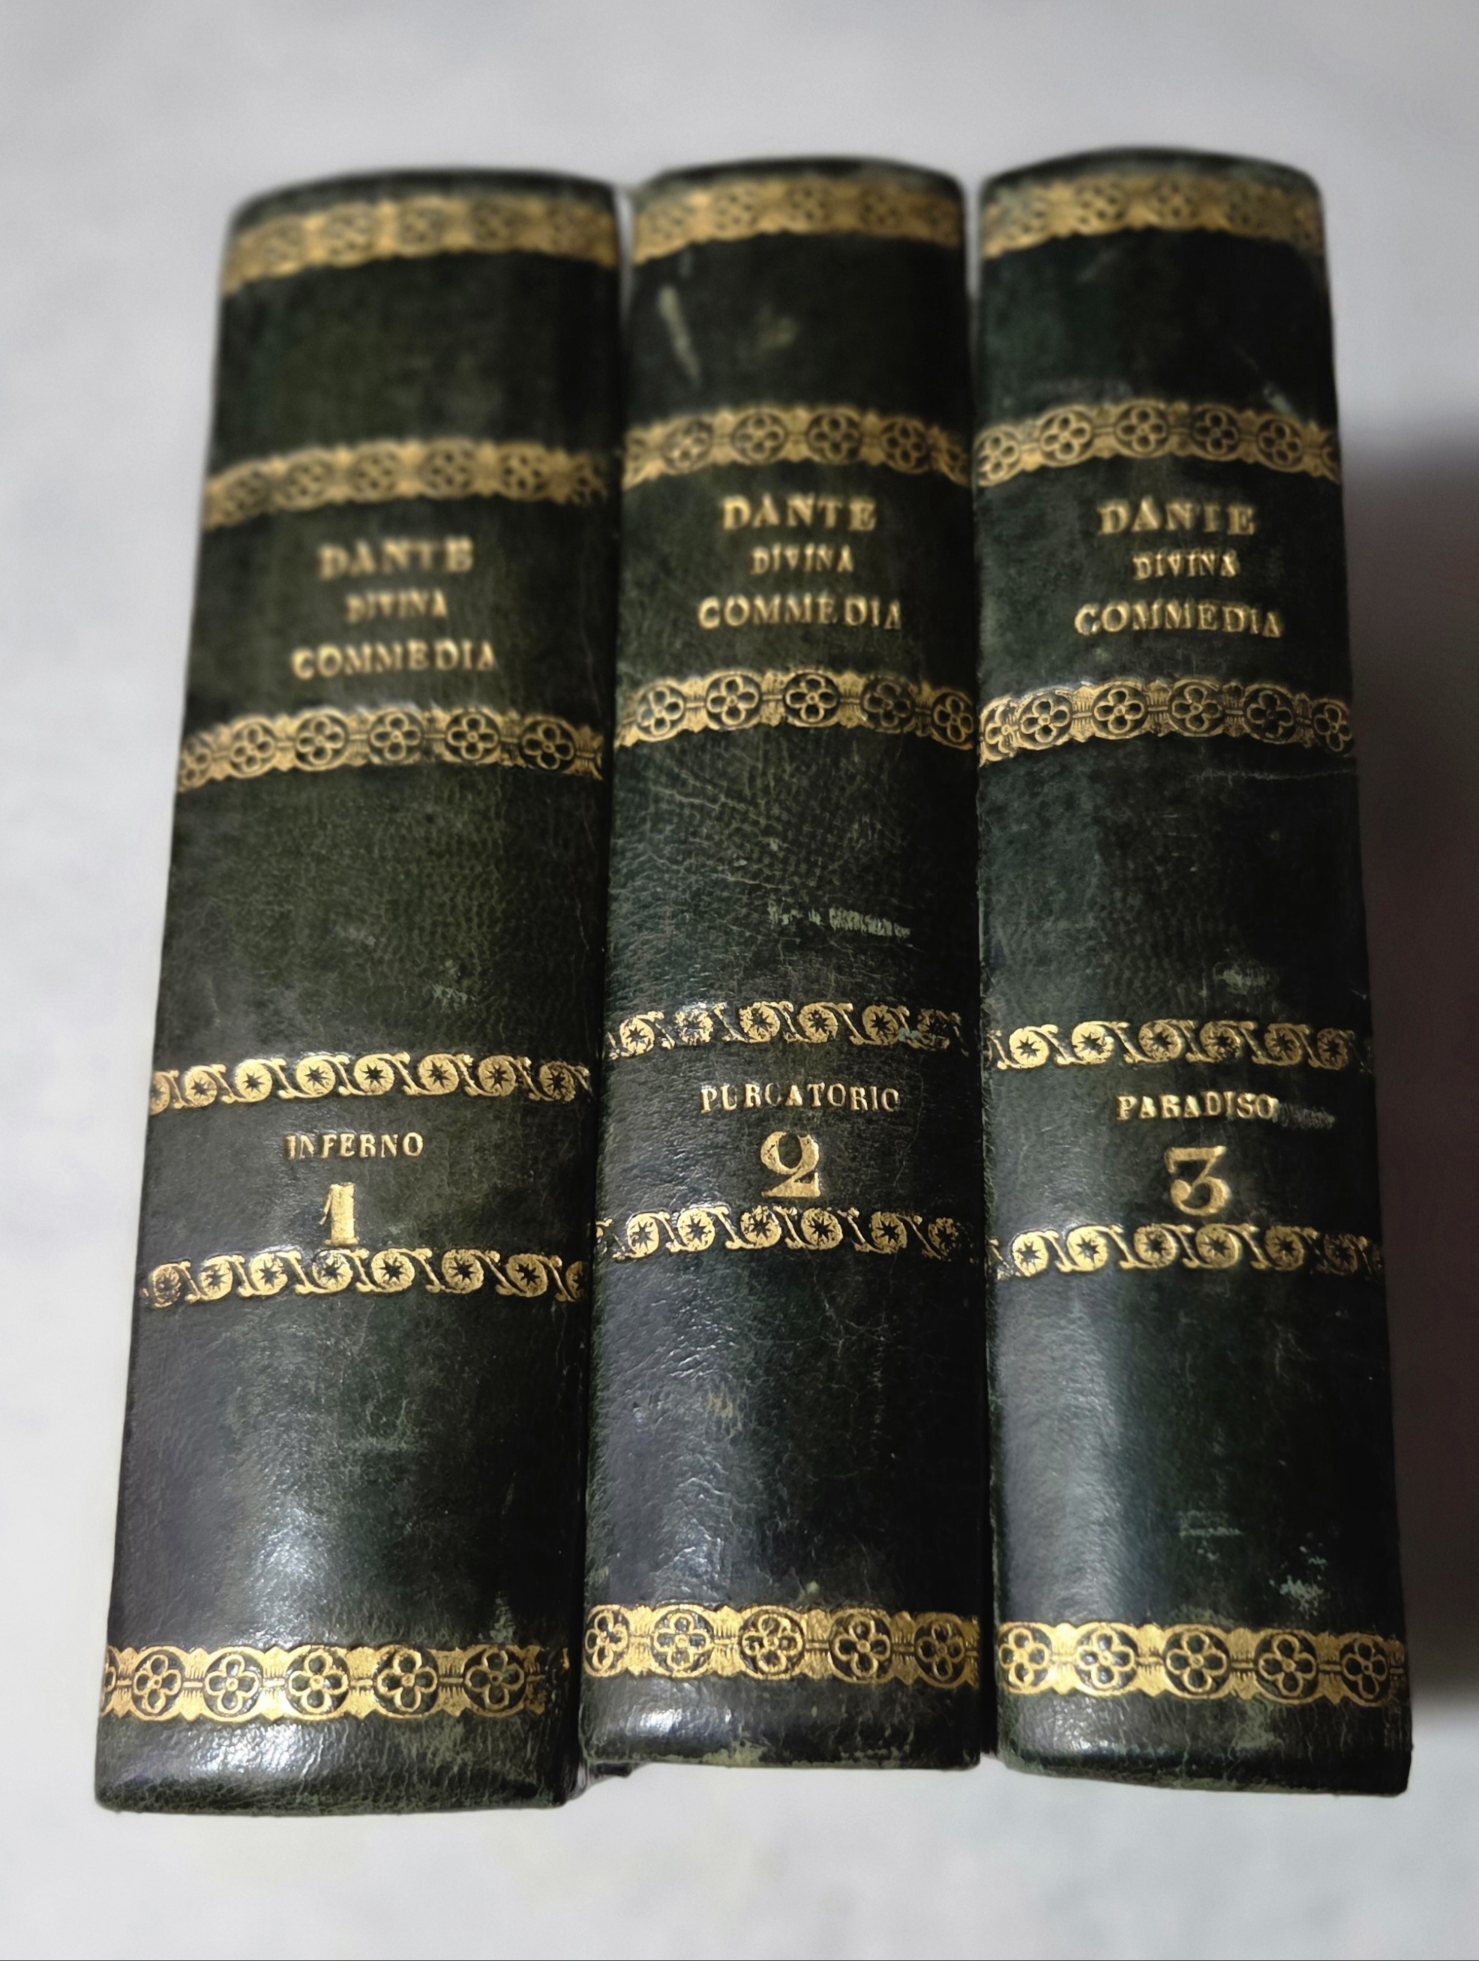 DANTE
DIVINA
COMMEDIA
INFERNO
1
DANTE
DIVINA
COMMEDIA
PURGATORIO
2
DANTE
DIVINA
COMMEDIA
PARADISO
3